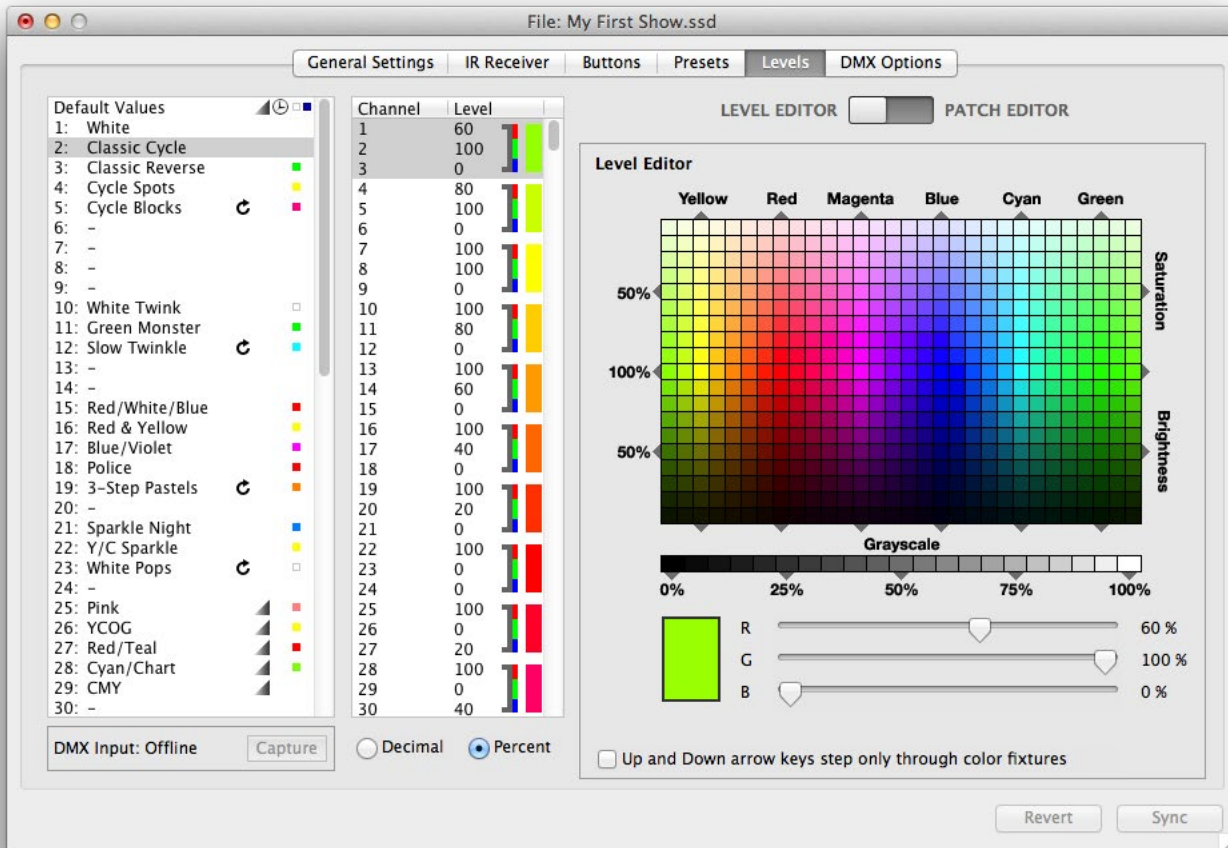 File: My First Show.ssd
General Settings IR Receiver Buttons Presets Levels DMX Options
Default Values
1: White
2: Classic Cycle
3: Classic Reverse
4: Cycle Spots
5: Cycle Blocks
6: –
7: –
8: –
9: –
10: White Twink
11: Green Monster
12: Slow Twinkle
13: –
14: –
15: Red/White/Blue
16: Red & Yellow
17: Blue/Violet
18: Police
19: 3-Step Pastels
20: –
21: Sparkle Night
22: Y/C Sparkle
23: White Pops
24: –
25: Pink
26: YCOG
27: Red/Teal
28: Cyan/Chart
29: CMY
30: –
DMX Input: Offline Capture
Channel Level
1 60
2 100
3 0
4 80
5 100
6 0
7 100
8 100
9 0
10 100
11 80
12 0
13 100
14 60
15 0
16 100
17 40
18 0
19 100
20 20
21 0
22 100
23 0
24 0
25 100
26 0
27 20
28 100
29 0
30 40
Decimal Percent
LEVEL EDITOR PATCH EDITOR
Level Editor
Yellow Red Magenta Blue Cyan Green
50%
100%
50%
Saturation
Brightness
Grayscale
0% 25% 50% 75% 100%
R 60 %
G 100 %
B 0 %
Up and Down arrow keys step only through color fixtures
Revert Sync